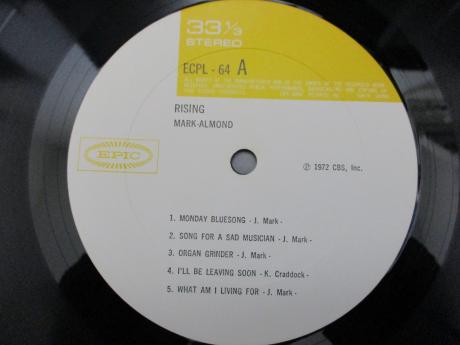 33⅓
STEREO
ECPL - 64 A
RISING
MARK-ALMOND
EPIC
Ⓟ 1972 CBS, Inc.
1. MONDAY BLUESONG - J. Mark -
2. SONG FOR A SAD MUSICIAN - J. Mark -
3. ORGAN GRINDER - J. Mark -
4. I'LL BE LEAVING SOON - K. Craddock -
5. WHAT AM I LIVING FOR - J. Mark -